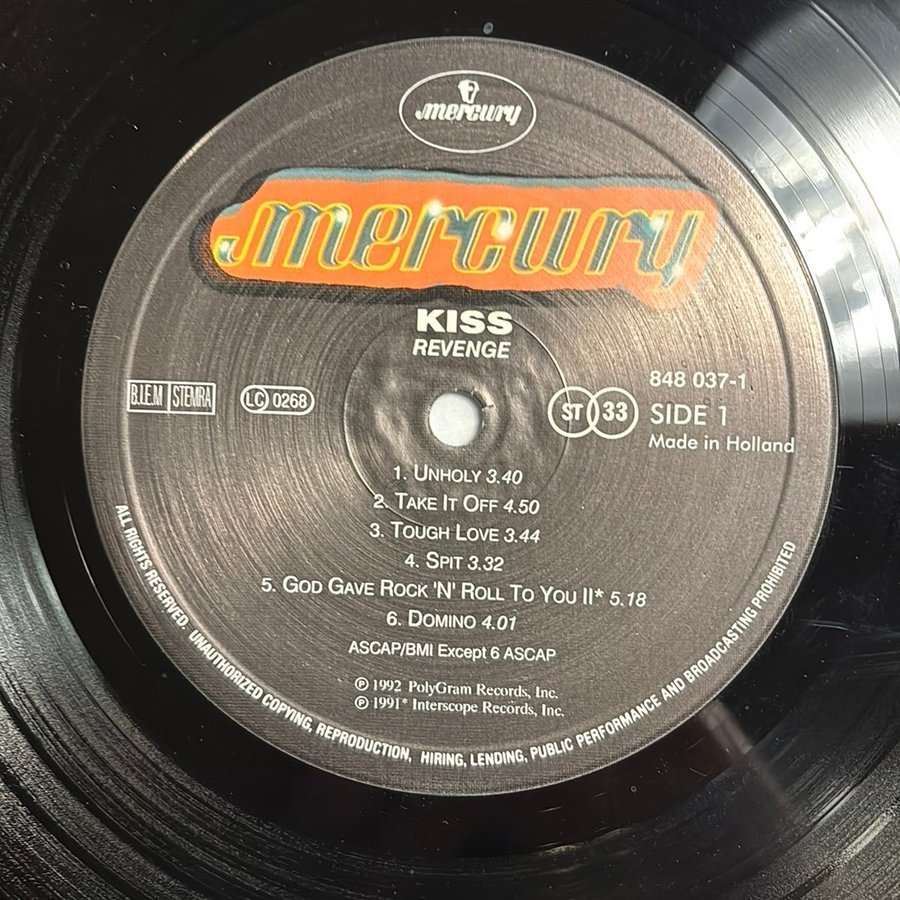 mercury
mercury
KISS
REVENGE
B.I.E.M STEMRA
LC 0268
ST 33
848 037-1
SIDE 1
Made in Holland
1. UNHOLY 3.40
2. TAKE IT OFF 4.50
3. TOUGH LOVE 3.44
4. SPIT 3.32
5. GOD GAVE ROCK 'N' ROLL TO YOU II* 5.18
6. DOMINO 4.01
ASCAP/BMI Except 6 ASCAP
℗ 1992 PolyGram Records, Inc.
℗ 1991* Interscope Records, Inc.
ALL RIGHTS RESERVED. UNAUTHORIZED COPYING, REPRODUCTION, HIRING, LENDING, PUBLIC PERFORMANCE AND BROADCASTING PROHIBITED